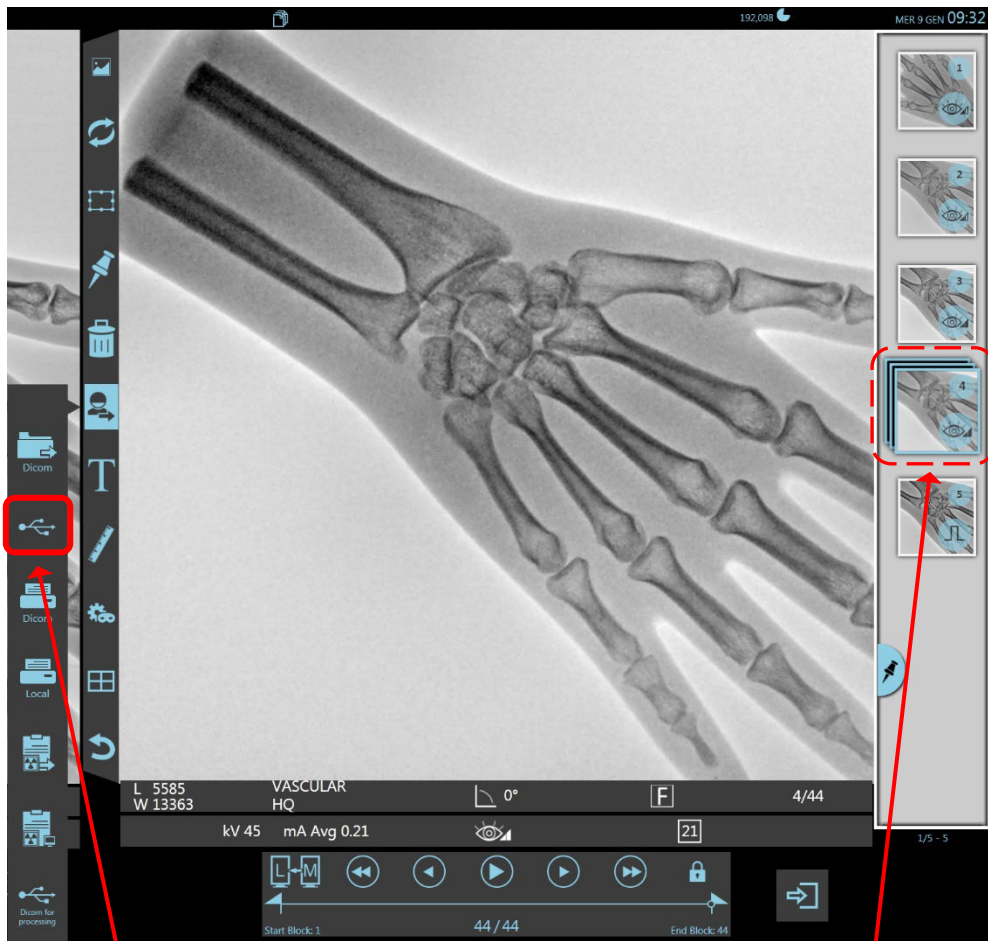 192,098
MER 9 GEN 09:32
1
2
3
4
5
Dicom
Dicom
Local
Dicom for
processing
T
L 5585
W 13363
VASCULAR
HQ
0°
F
4/44
kV 45
mA Avg 0.21
21
1/5 - 5
L M
Start Block: 1
44 / 44
End Block: 44